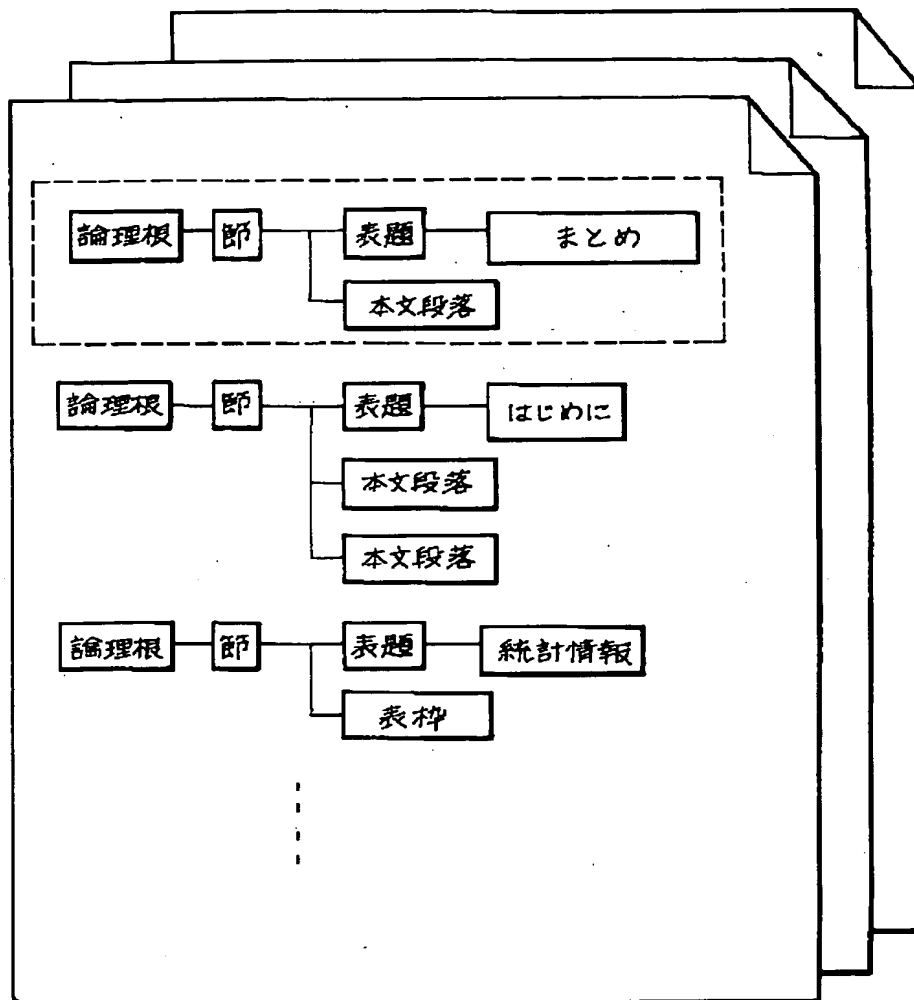 論理根 節 表題 まとめ
本文段落
論理根 節 表題 はじめに
本文段落
本文段落
論理根 節 表題 統計情報
表枠